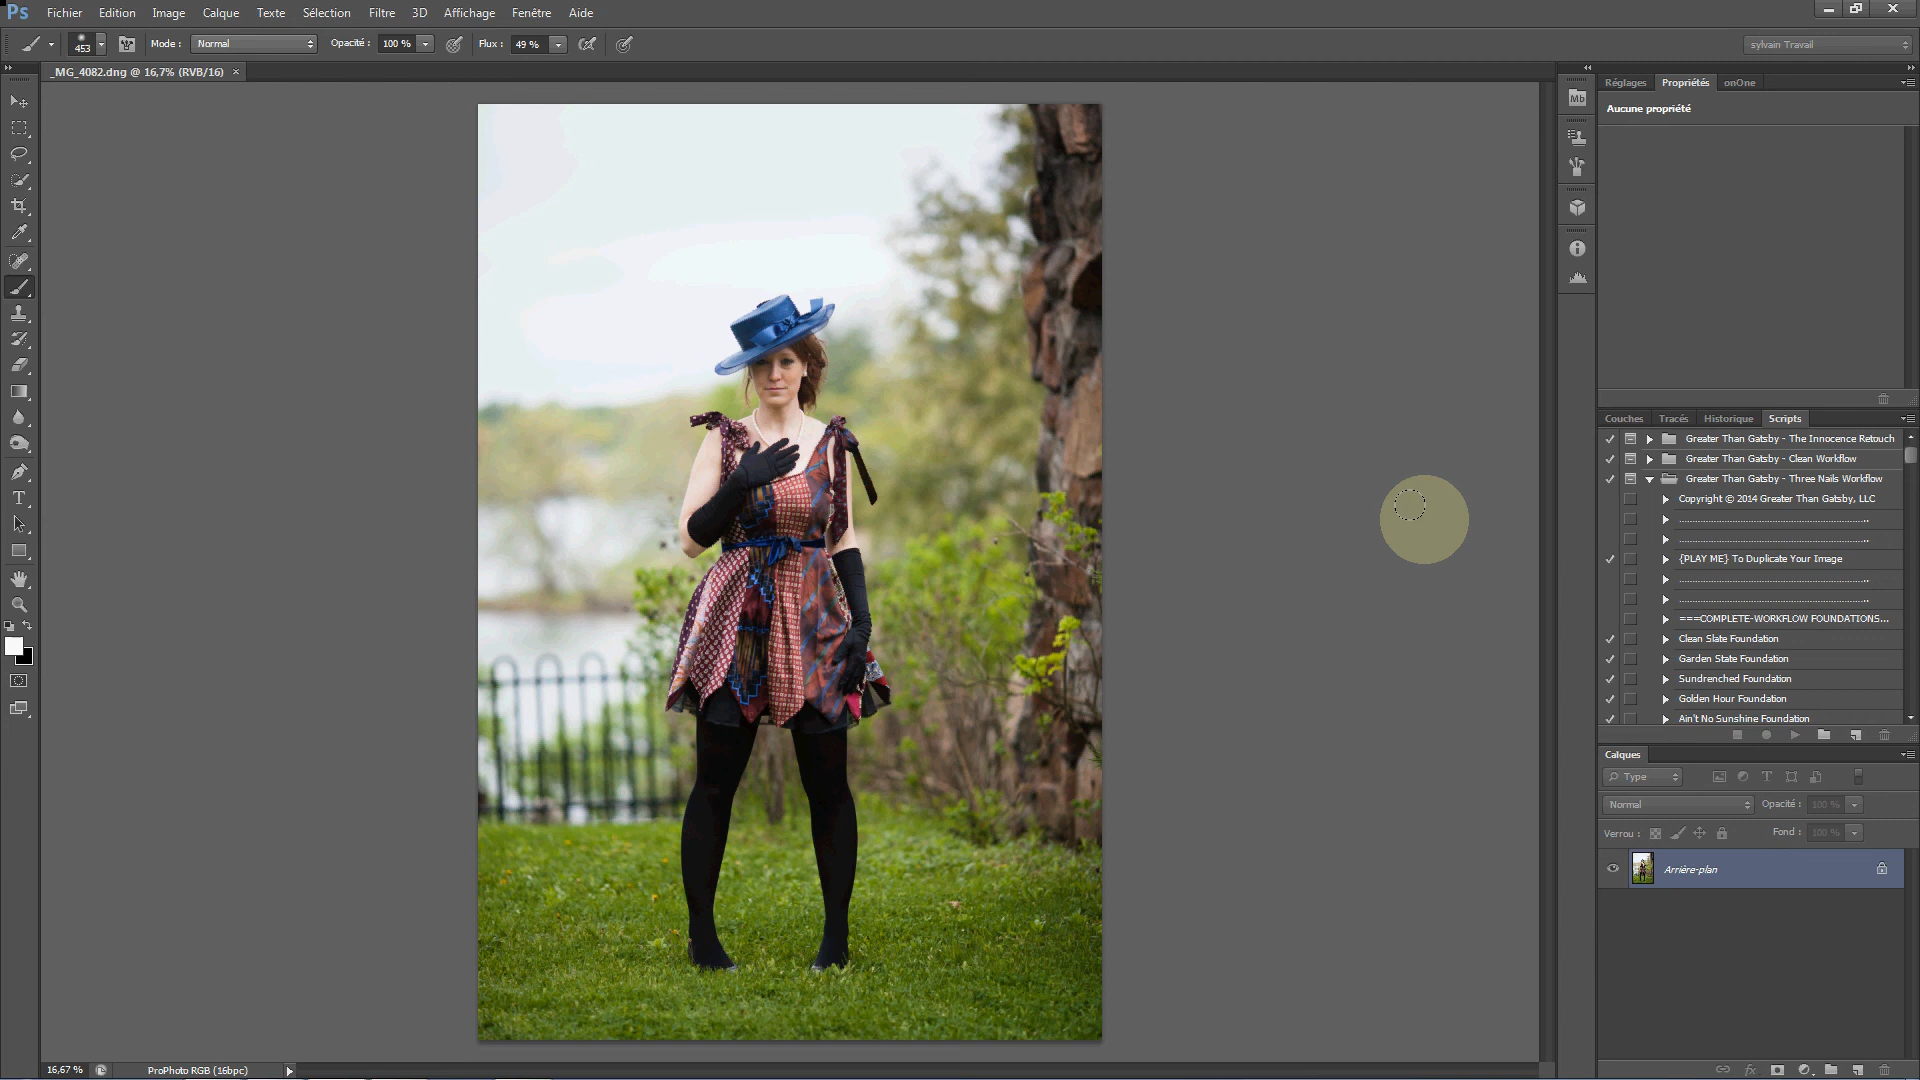 Ps Fichier Edition Image Calque Texte Sélection Filtre 3D Affichage Fenêtre Aide
453 Mode : Normal Opacité : 100 % Flux : 49 % sylvain Travail
_MG_4082.dng @ 16,7% (RVB/16) ×
Réglages Propriétés onOne
Mb
Aucune propriété
Couches Tracés Historique Scripts
Greater Than Gatsby - The Innocence Retouch
Greater Than Gatsby - Clean Workflow
Greater Than Gatsby - Three Nails Workflow
Copyright © 2014 Greater Than Gatsby, LLC
{PLAY ME} To Duplicate Your Image
===COMPLETE-WORKFLOW FOUNDATIONS...
Clean Slate Foundation
Garden State Foundation
Sundrenched Foundation
Golden Hour Foundation
Ain't No Sunshine Foundation
Calques
Type
Normal Opacité : 100 %
Verrou : Fond : 100 %
Arrière-plan
fx
16,67 % ProPhoto RGB (16bpc)